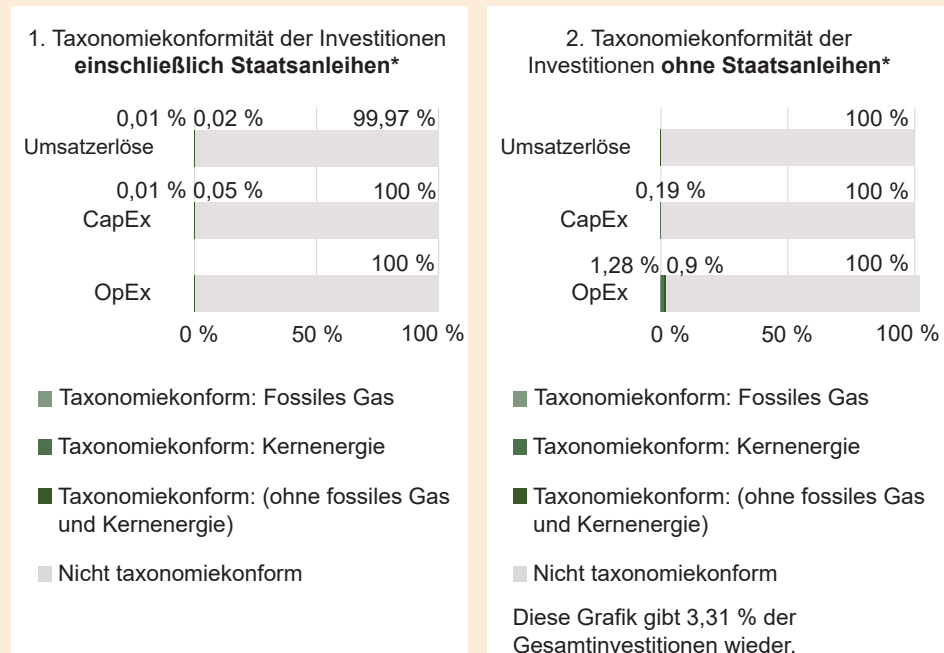 1. Taxonomiekonformität der Investitionen
einschließlich Staatsanleihen*
0,01 % 0,02 % 99,97 %
Umsatzerlöse
0,01 % 0,05 % 100 %
CapEx
100 %
OpEx
0 % 50 % 100 %
Taxonomiekonform: Fossiles Gas
Taxonomiekonform: Kernenergie
Taxonomiekonform: (ohne fossiles Gas
und Kernenergie)
Nicht taxonomiekonform
2. Taxonomiekonformität der
Investitionen ohne Staatsanleihen*
100 %
Umsatzerlöse
0,19 % 100 %
CapEx
1,28 % 0,9 % 100 %
OpEx
0 % 50 % 100 %
Taxonomiekonform: Fossiles Gas
Taxonomiekonform: Kernenergie
Taxonomiekonform: (ohne fossiles Gas
und Kernenergie)
Nicht taxonomiekonform
Diese Grafik gibt 3,31 % der
Gesamtinvestitionen wieder.